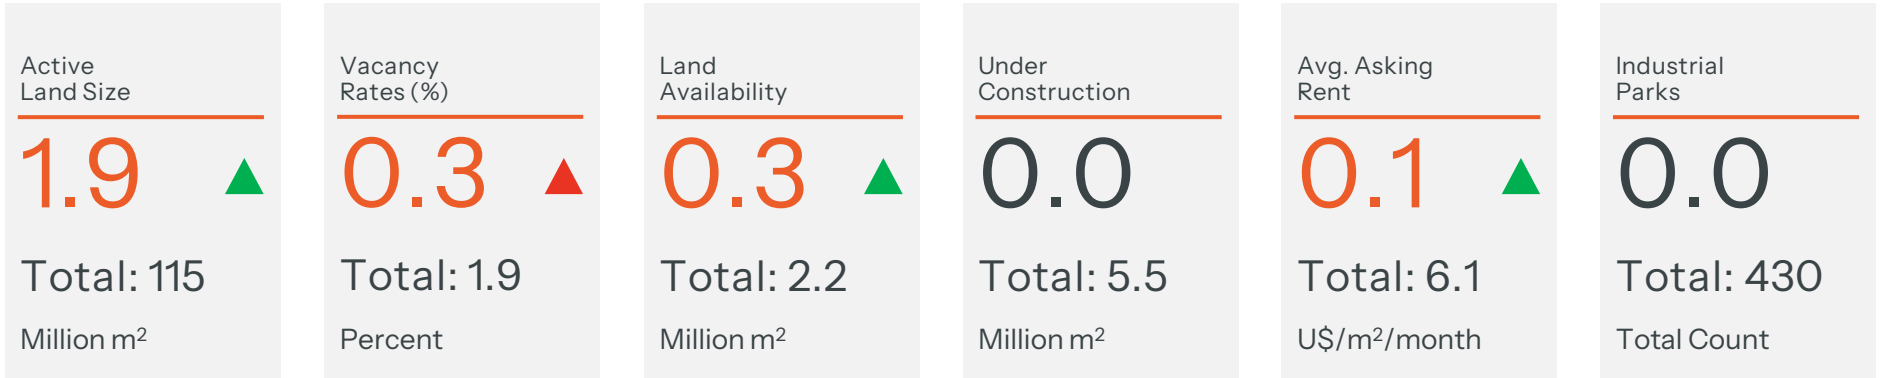 Active
Land Size
1.9
Total: 115
Million m²
Vacancy
Rates (%)
0.3
Total: 1.9
Percent
Land
Availability
0.3
Total: 2.2
Million m²
Under
Construction
0.0
Total: 5.5
Million m²
Avg. Asking
Rent
0.1
Total: 6.1
U$/m²/month
Industrial
Parks
0.0
Total: 430
Total Count